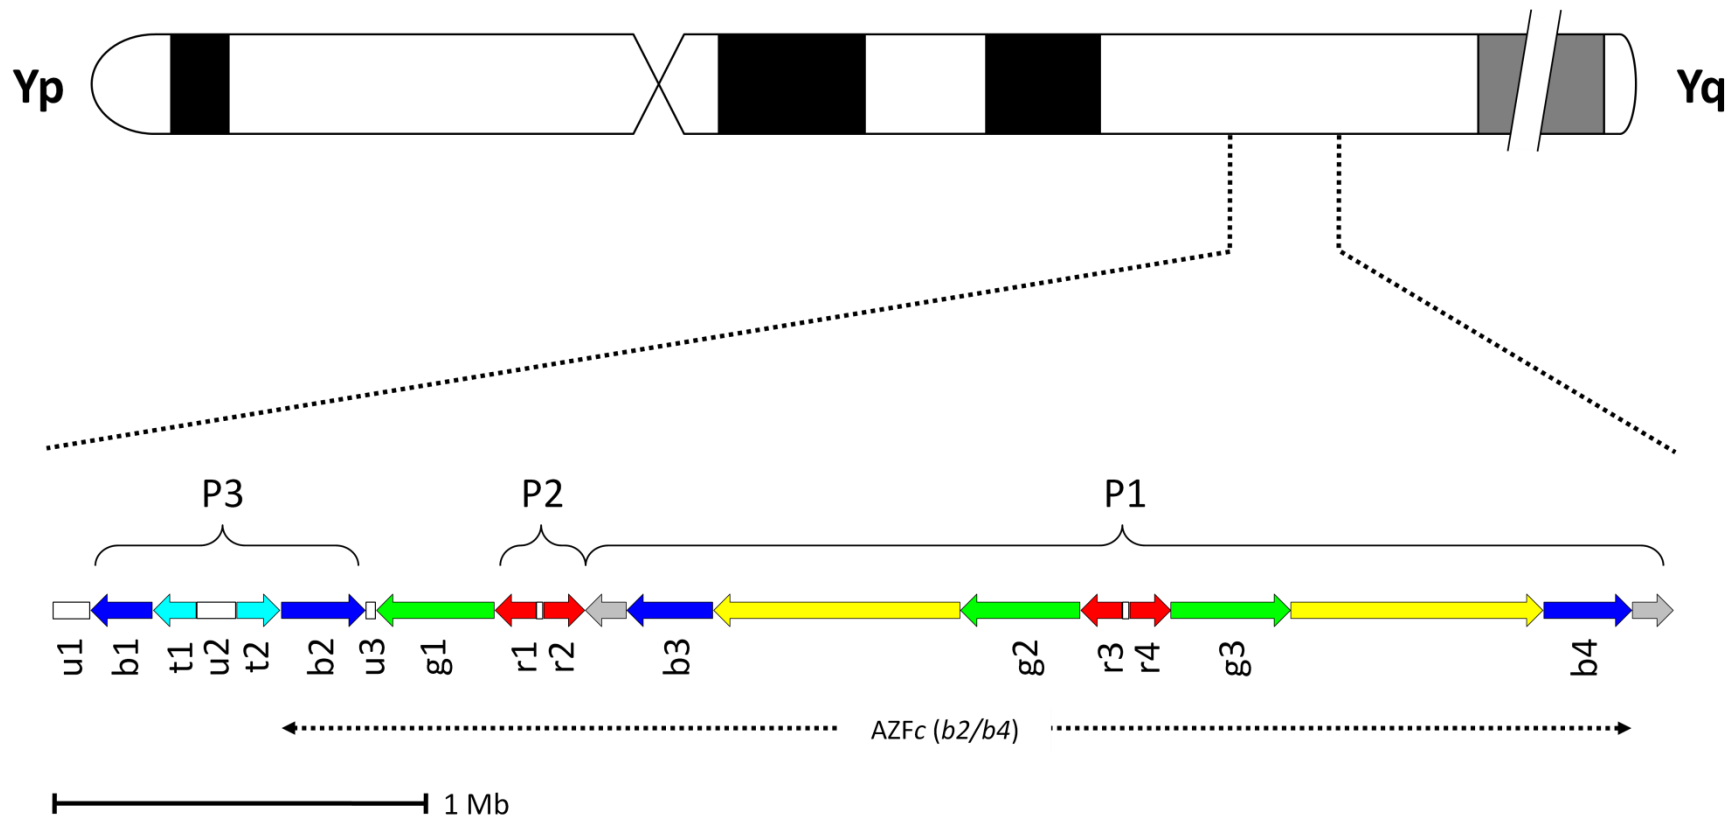 Yp
Yq
P3
P2
P1
u1
b1
t1
u2
t2
b2
u3
g1
r1
r2
b3
g2
r3
r4
g3
b4
AZFc (b2/b4)
1 Mb